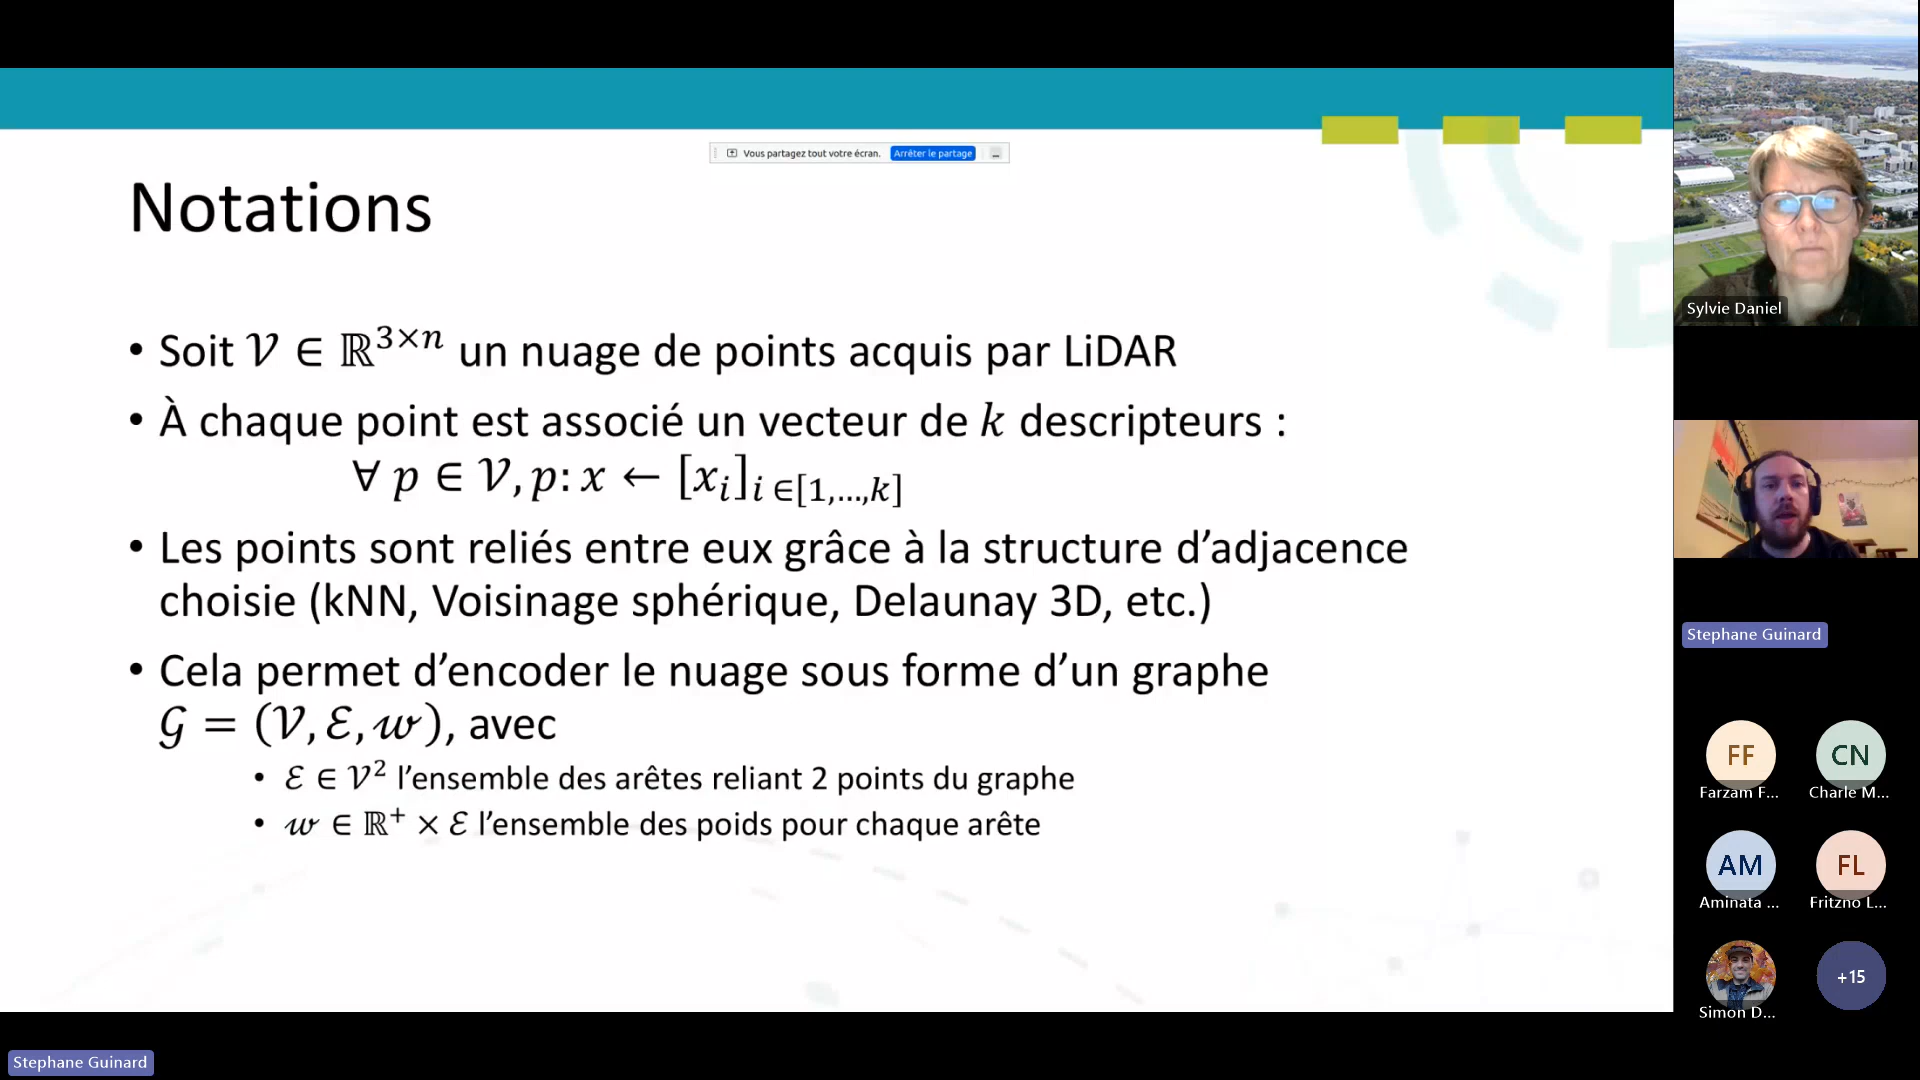 Vous partagez tout votre écran. Arrêter le partage
Notations
• Soit 𝒱 ∈ ℝ^{3×n} un nuage de points acquis par LiDAR
• À chaque point est associé un vecteur de k descripteurs :
∀ p ∈ 𝒱, p: x ← [x_i]_{i ∈[1,…,k]}
• Les points sont reliés entre eux grâce à la structure d’adjacence
choisie (kNN, Voisinage sphérique, Delaunay 3D, etc.)
• Cela permet d’encoder le nuage sous forme d’un graphe
𝒢 = (𝒱, ℰ, 𝓌), avec
• ℰ ∈ 𝒱² l’ensemble des arêtes reliant 2 points du graphe
• 𝓌 ∈ ℝ⁺ × ℰ l’ensemble des poids pour chaque arête
Sylvie Daniel
Stephane Guinard
FF
Farzam F...
CN
Charle M...
AM
Aminata ...
FL
Fritzno L...
Simon D...
+15
Stephane Guinard